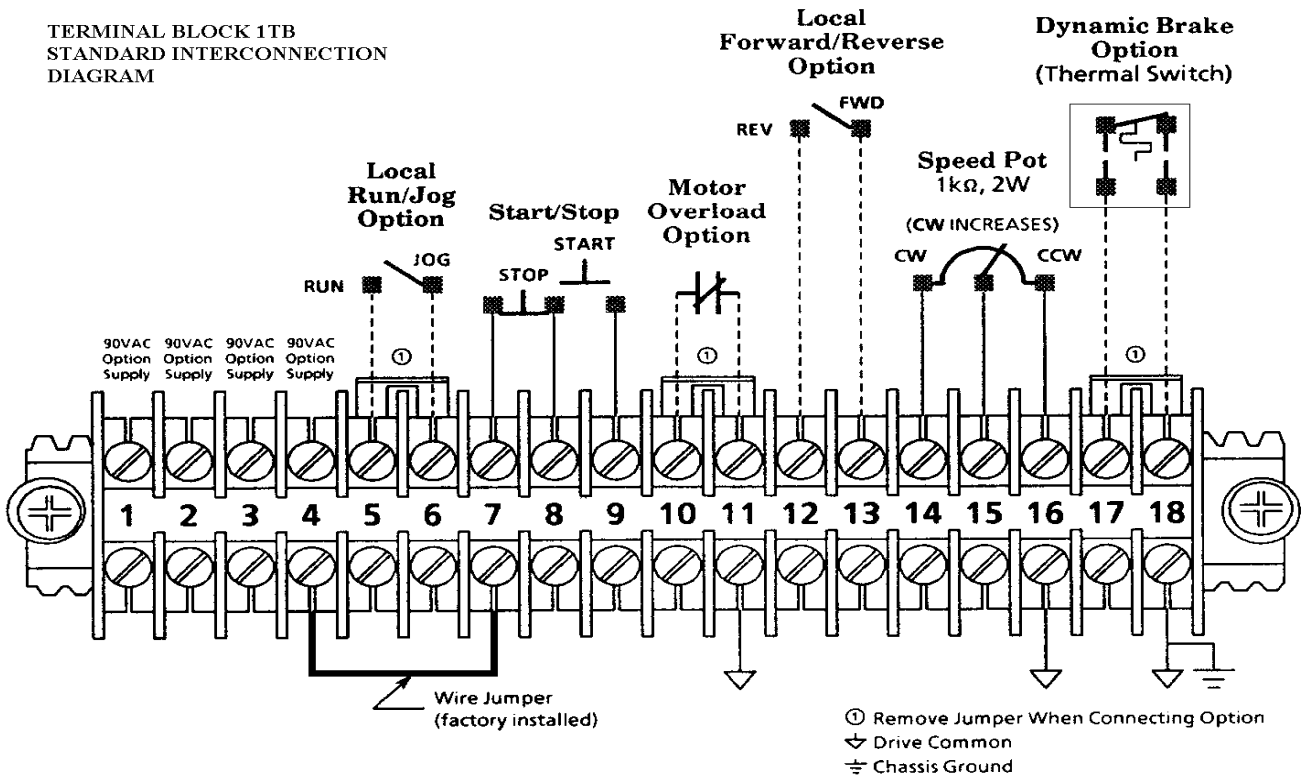 TERMINAL BLOCK 1TB
STANDARD INTERCONNECTION
DIAGRAM
Local
Forward/Reverse
Option
Dynamic Brake
Option
(Thermal Switch)
REV
FWD
Local
Run/Jog
Option
RUN
JOG
Start/Stop
START
STOP
Motor
Overload
Option
Speed Pot
1kΩ, 2W
(CW INCREASES)
CW
CCW
90VAC
Option
Supply
90VAC
Option
Supply
90VAC
Option
Supply
90VAC
Option
Supply
①
①
①
1 2 3 4 5 6 7 8 9 10 11 12 13 14 15 16 17 18
Wire Jumper
(factory installed)
① Remove Jumper When Connecting Option
Drive Common
Chassis Ground